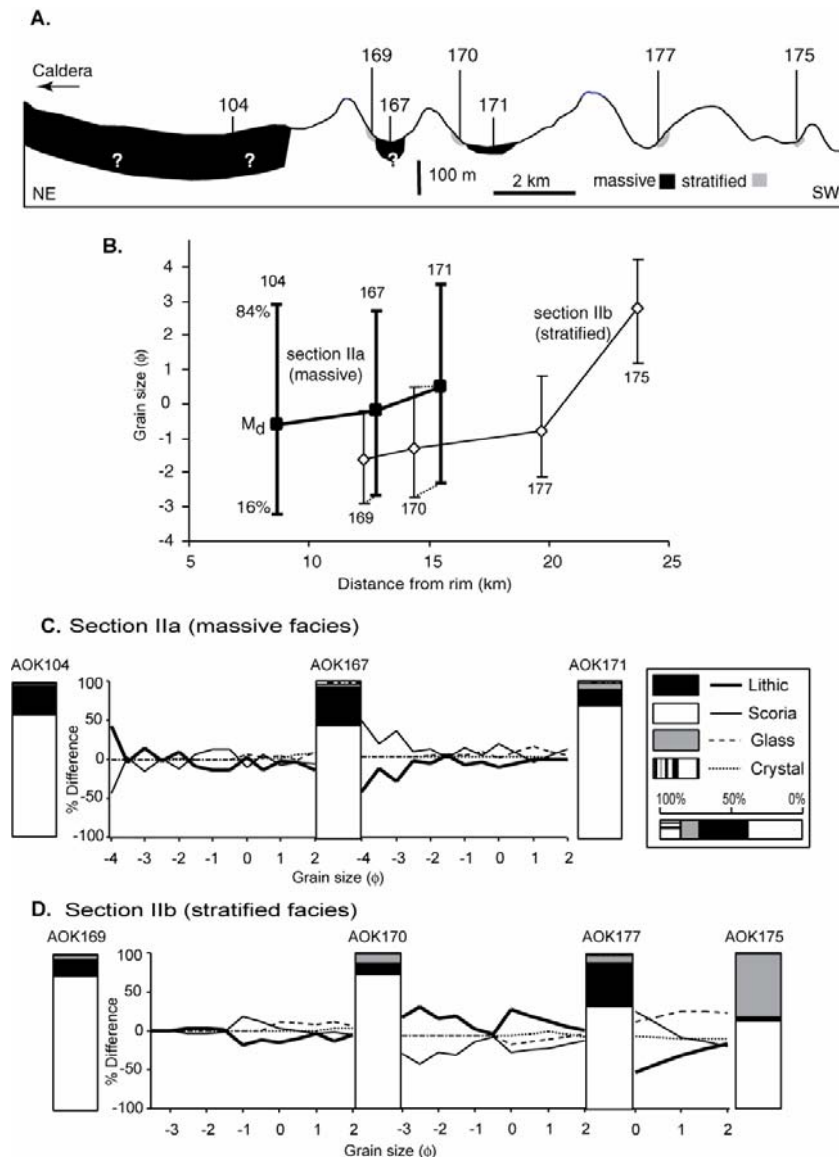 A.
169 170 177 175
Caldera
104 167 171
? ? ?
100 m 2 km massive stratified
NE SW
B.
4
3
2
1
0
-1
-2
-3
-4
Grain size (ϕ)
104 167 171
84%
section IIa
(massive)
section IIb
(stratified)
Md
16%
169 170 177 175
5 10 15 20 25
Distance from rim (km)
C. Section IIa (massive facies)
AOK104 AOK167 AOK171
100
50
0
-50
-100
% Difference
-4 -3 -2 -1 0 1 2 -4 -3 -2 -1 0 1 2
Grain size (ϕ) Grain size (ϕ)
Lithic
Scoria
Glass
Crystal
100% 50% 0%
D. Section IIb (stratified facies)
AOK169 AOK170 AOK177 AOK175
100
50
0
-50
-100
% Difference
-3 -2 -1 0 1 2 -3 -2 -1 0 1 2 0 1 2
Grain size (ϕ) Grain size (ϕ)